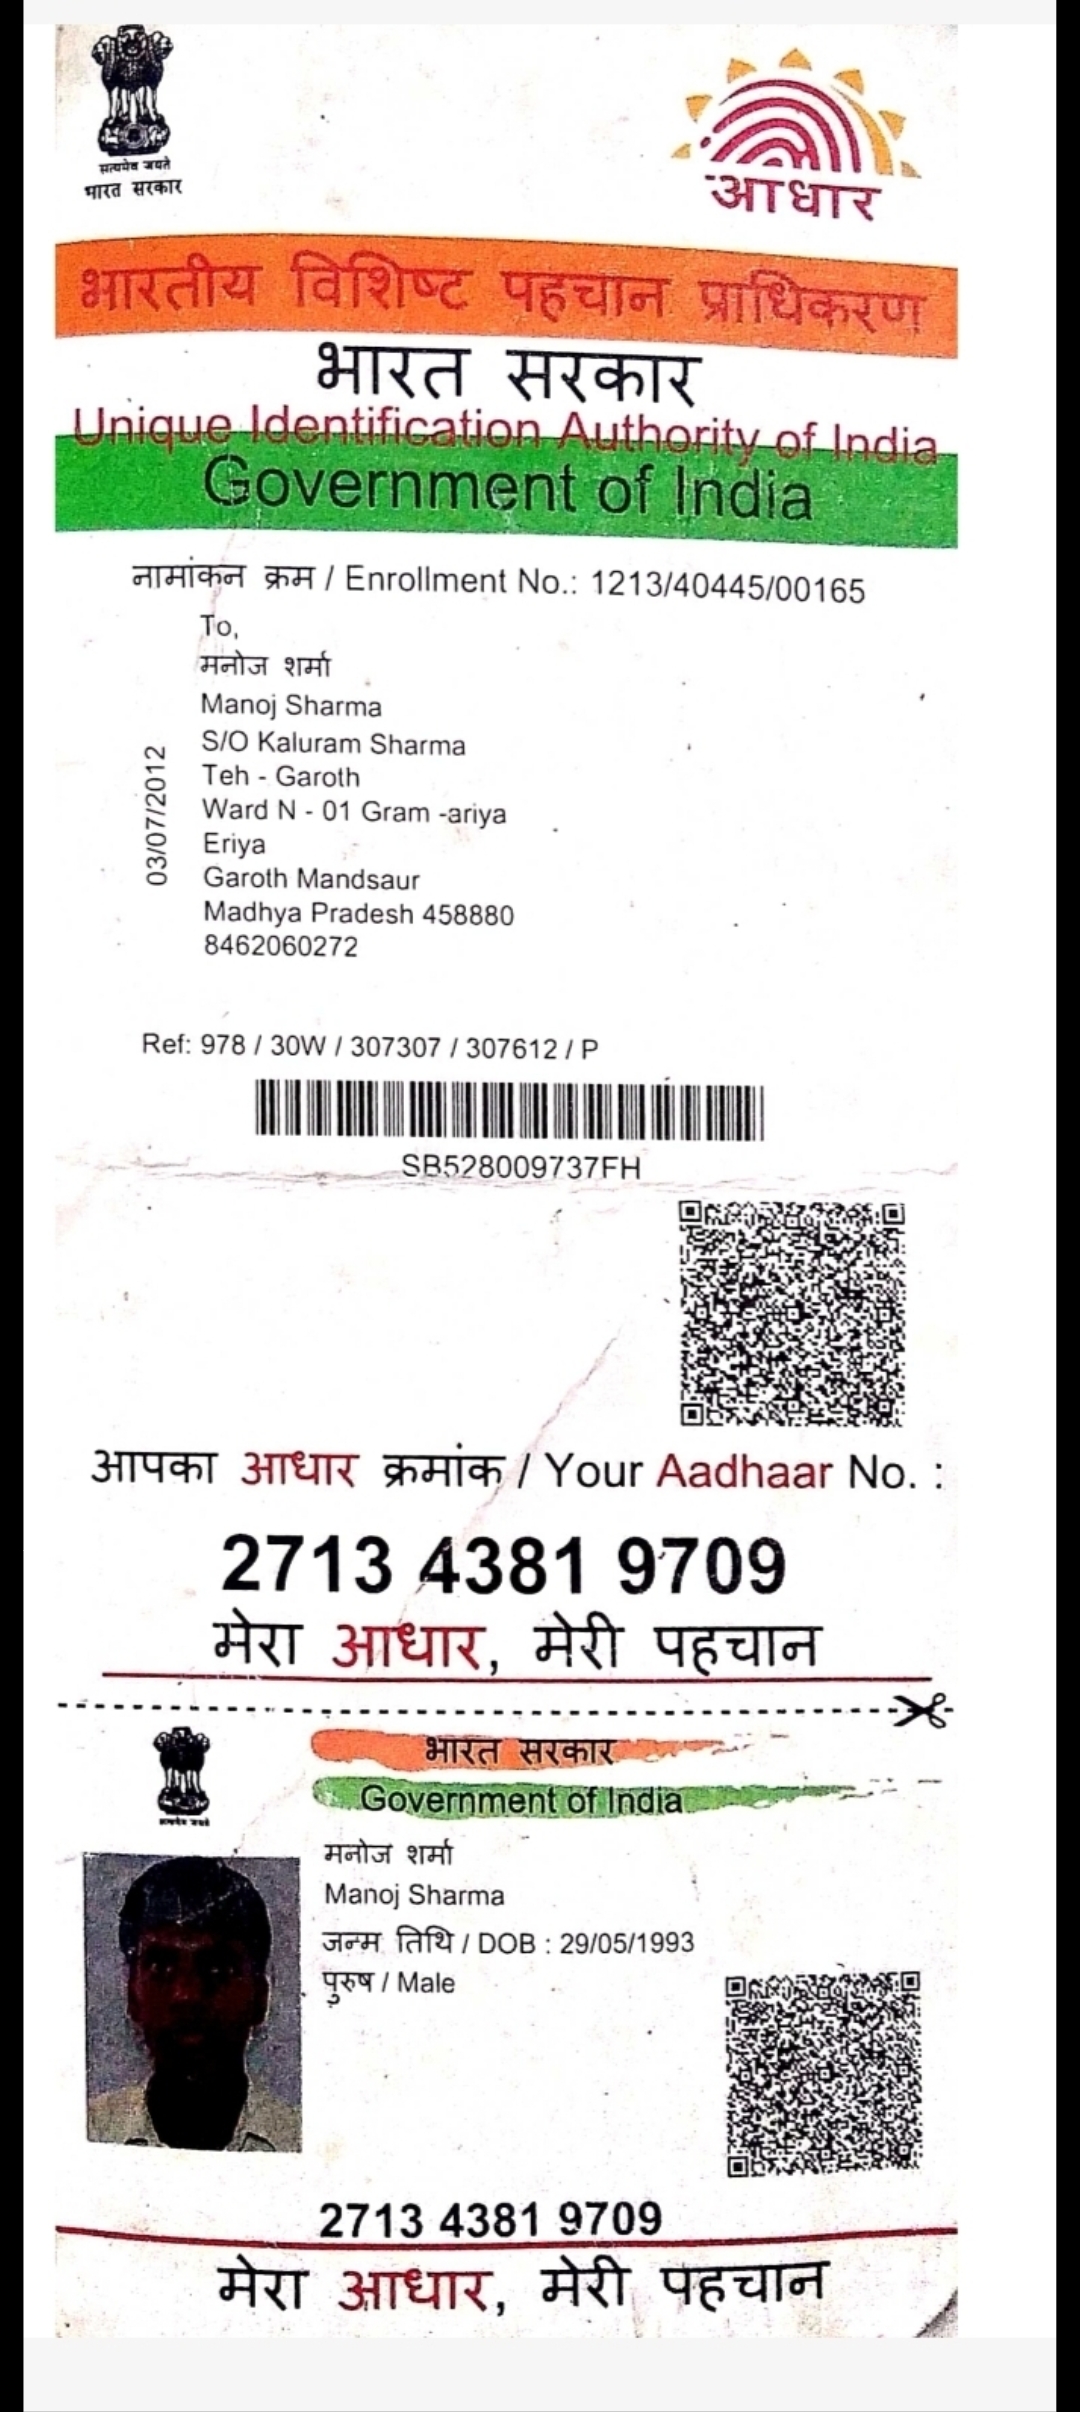 सत्यमेव जयते
भारत सरकार
आधार
भारतीय विशिष्ट पहचान प्राधिकरण
भारत सरकार
Unique Identification Authority of India
Government of India
नामांकन क्रम / Enrollment No.: 1213/40445/00165
To,
मनोज शर्मा
Manoj Sharma
S/O Kaluram Sharma
Teh - Garoth
Ward N - 01 Gram -ariya
Eriya
Garoth Mandsaur
Madhya Pradesh 458880
8462060272
03/07/2012
Ref: 978 / 30W / 307307 / 307612 / P
SB528009737FH
आपका आधार क्रमांक / Your Aadhaar No. :
2713 4381 9709
मेरा आधार, मेरी पहचान
सत्यमेव जयते
भारत सरकार
Government of India
मनोज शर्मा
Manoj Sharma
जन्म तिथि / DOB : 29/05/1993
पुरुष / Male
2713 4381 9709
मेरा आधार, मेरी पहचान